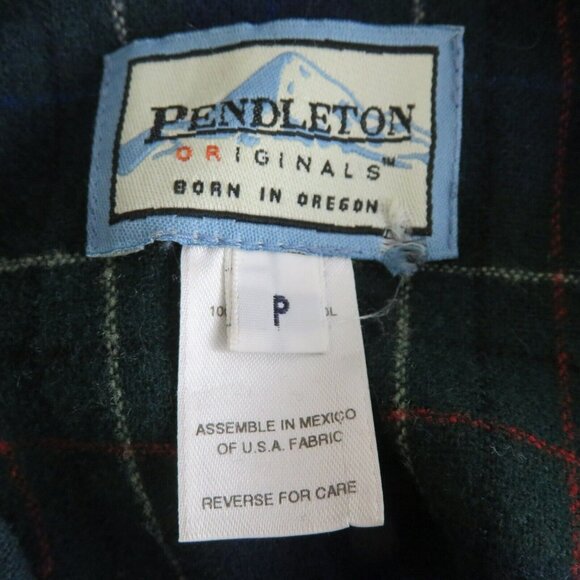 PENDLETON
ORIGINALS™
BORN IN OREGON
P
ASSEMBLE IN MEXICO
OF U.S.A. FABRIC
REVERSE FOR CARE